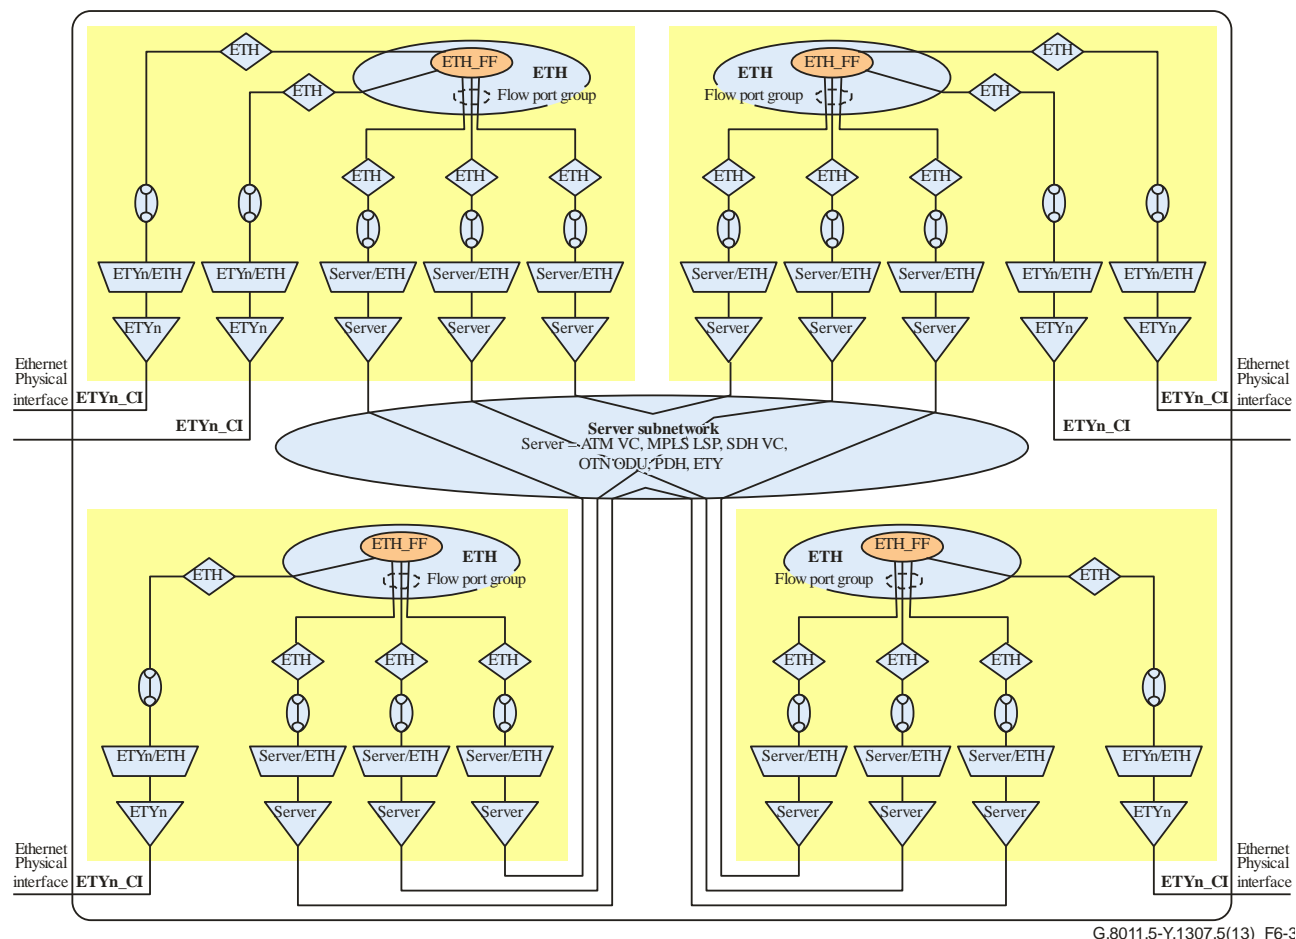 ETH
ETH_FF
ETH
Flow port group
ETH
ETH
ETH
ETH
ETYn/ETH
ETYn/ETH
Server/ETH
Server/ETH
Server/ETH
ETYn
ETYn
Server
Server
Server
Ethernet
Physical
interface
ETYn_CI
ETYn_CI
ETH
ETH_FF
ETH
Flow port group
ETH
ETH
ETH
ETH
Server/ETH
Server/ETH
Server/ETH
ETYn/ETH
ETYn/ETH
Server
Server
Server
ETYn
ETYn
Ethernet
Physical
interface
ETYn_CI
ETYn_CI
Server subnetwork
Server = ATM VC, MPLS LSP, SDH VC,
OTN ODU, PDH, ETY
ETH_FF
ETH
Flow port group
ETH
ETH
ETH
ETH
ETYn/ETH
Server/ETH
Server/ETH
Server/ETH
ETYn
Server
Server
Server
Ethernet
Physical
interface
ETYn_CI
ETH
ETH_FF
Flow port group
ETH
ETH
ETH
ETH
Server/ETH
Server/ETH
Server/ETH
ETYn/ETH
Server
Server
Server
ETYn
Ethernet
Physical
interface
ETYn_CI
G.8011.5-Y.1307.5(13)_F6-3